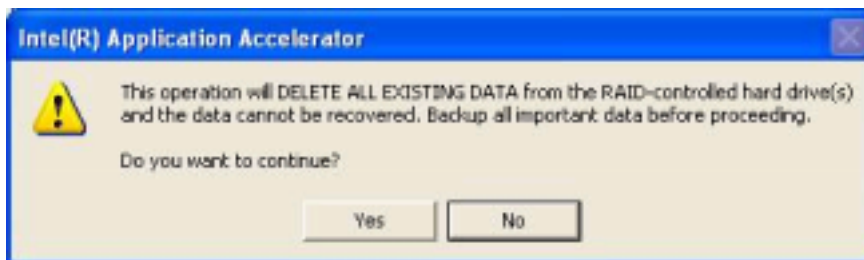 Intel(R) Application Accelerator
This operation will DELETE ALL EXISTING DATA from the RAID-controlled hard drive(s)
and the data cannot be recovered. Backup all important data before proceeding.
Do you want to continue?
Yes No